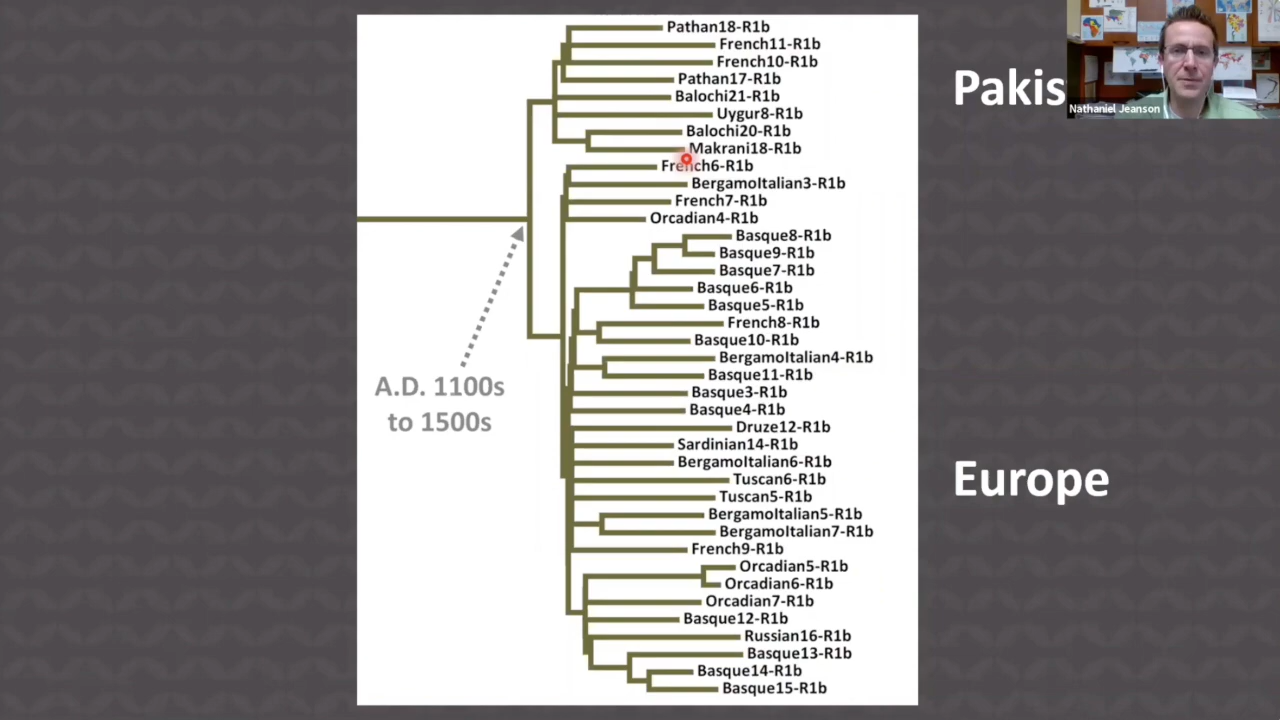 Pathan18-R1b
French11-R1b
French10-R1b
Pathan17-R1b
Balochi21-R1b
Uygur8-R1b
Balochi20-R1b
Makrani18-R1b
French6-R1b
BergamoItalian3-R1b
French7-R1b
Orcadian4-R1b
Basque8-R1b
Basque9-R1b
Basque7-R1b
Basque6-R1b
Basque5-R1b
French8-R1b
Basque10-R1b
BergamoItalian4-R1b
Basque11-R1b
Basque3-R1b
Basque4-R1b
Druze12-R1b
Sardinian14-R1b
BergamoItalian6-R1b
Tuscan6-R1b
Tuscan5-R1b
BergamoItalian5-R1b
BergamoItalian7-R1b
French9-R1b
Orcadian5-R1b
Orcadian6-R1b
Orcadian7-R1b
Basque12-R1b
Russian16-R1b
Basque13-R1b
Basque14-R1b
Basque15-R1b
A.D. 1100s
to 1500s
Pakis
Nathaniel Jeanson
Europe